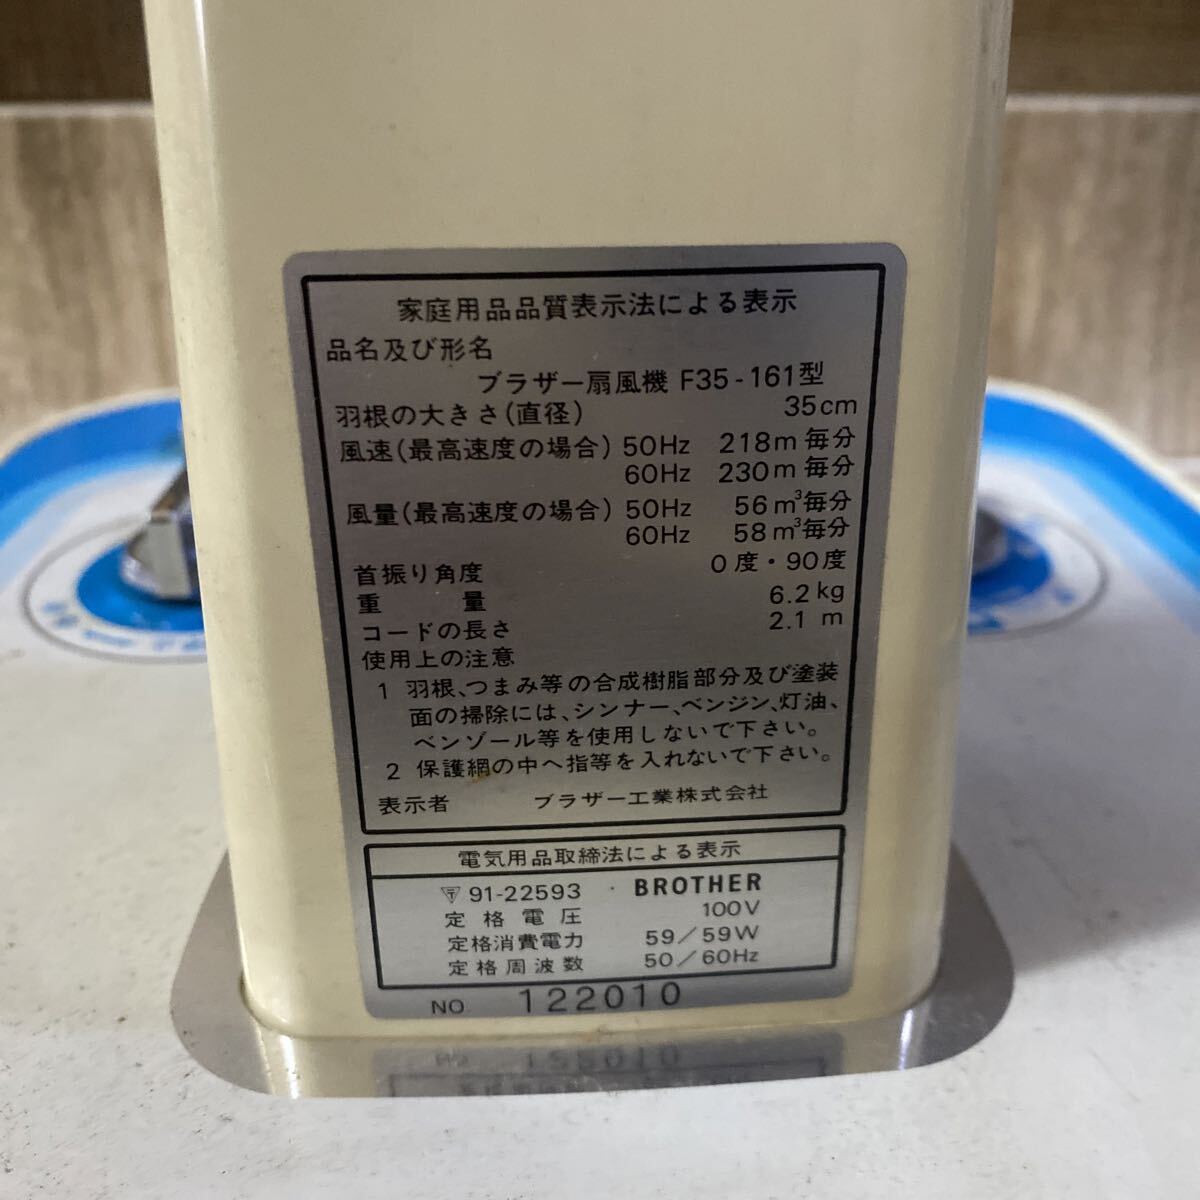 家庭用品品質表示法による表示
品名及び形名
ブラザー扇風機 F35-161型
羽根の大きさ(直径) 35cm
風速(最高速度の場合) 50Hz 218m毎分
60Hz 230m毎分
風量(最高速度の場合) 50Hz 56m³毎分
60Hz 58m³毎分
首振り角度 0度・90度
重量 6.2kg
コードの長さ 2.1m
使用上の注意
1 羽根、つまみ等の合成樹脂部分及び塗装
面の掃除には、シンナー、ベンジン、灯油、
ベンゾール等を使用しないで下さい。
2 保護網の中へ指等を入れないで下さい。
表示者 ブラザー工業株式会社
電気用品取締法による表示
〒 91-22593 · BROTHER
定格電圧 100V
定格消費電力 59/59W
定格周波数 50/60Hz
NO. 122010